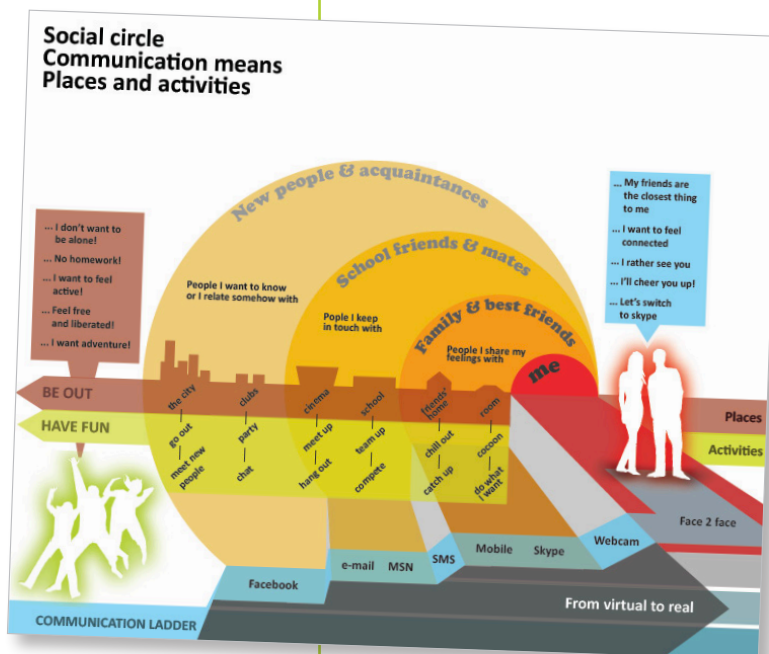 Social circle
Communication means
Places and activities
New people & acquaintances
School friends & mates
Family & best friends
me
People I want to know
or I relate somehow with
Pople I keep
in touch with
People I share my
feelings with
... I don't want to
be alone!
... No homework!
... I want to feel
active!
... Feel free
and liberated!
... I want adventure!
... My friends are
the closest thing
to me
... I want to feel
connected
... I rather see you
... I'll cheer you up!
... Let's switch
to skype
BE OUT
the city
clubs
cinema
school
friends'
home
room
Places
HAVE FUN
go out
party
meet up
team up
chill out
cocoon
Activities
meet new
people
chat
hang out
compete
catch up
do what
i want
Facebook
e-mail
MSN
SMS
Mobile
Skype
Webcam
Face 2 face
COMMUNICATION LADDER
From virtual to real